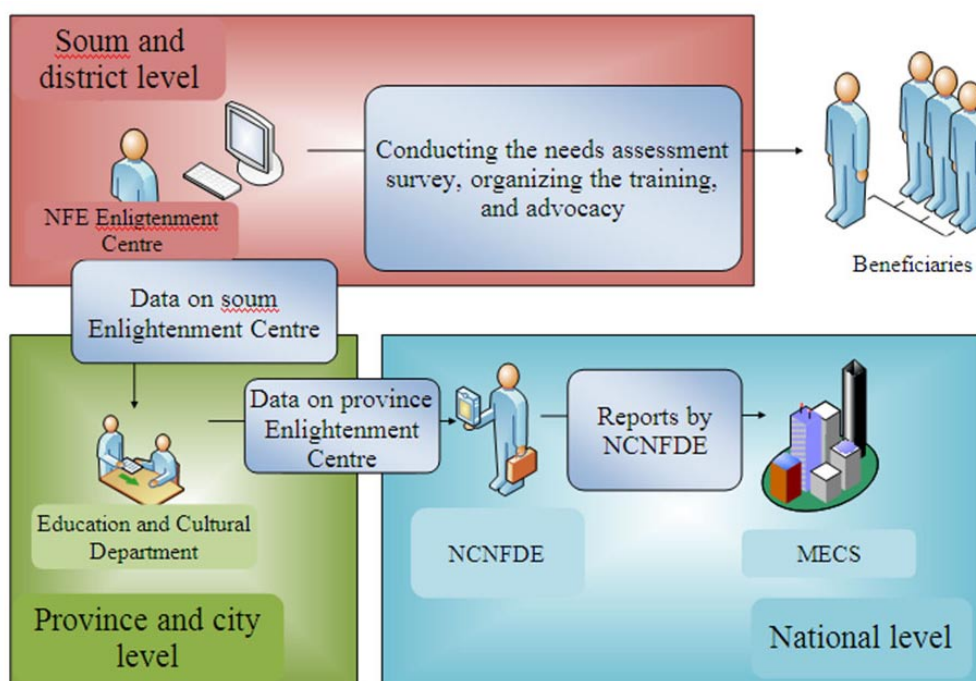 Soum and
district level
NFE Enligtenment
Centre
Conducting the needs assessment
survey, organizing the training,
and advocacy
Beneficiaries
Data on soum
Enlightenment Centre
Data on province
Enlightenment
Centre
Reports by
NCNFDE
Education and Cultural
Department
NCNFDE
MECS
Province and city
level
National level